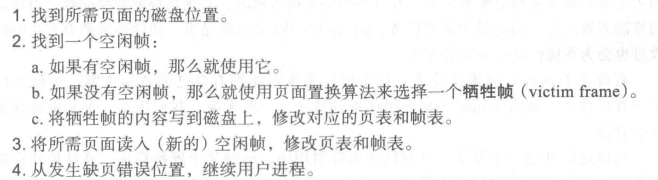 1. 找到所需页面的磁盘位置。
2. 找到一个空闲帧：
a. 如果有空闲帧，那么就使用它。
b. 如果没有空闲帧，那么就使用页面置换算法来选择一个牺牲帧（victim frame）。
c. 将牺牲帧的内容写到磁盘上，修改对应的页表和帧表。
3. 将所需页面读入（新的）空闲帧，修改页表和帧表。
4. 从发生缺页错误位置，继续用户进程。